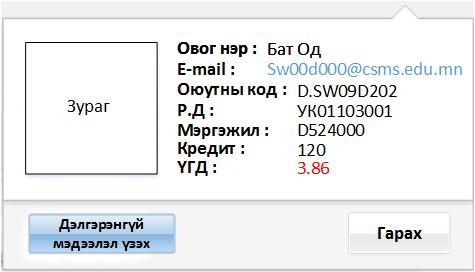 Овог нэр : Бат Од
E-mail : Sw00d000@csms.edu.mn
Оюутны код : D.SW09D202
Р.Д : УК01103001
Мэргэжил : D524000
Кредит : 120
ҮГД : 3.86
Зураг
Дэлгэрэнгүй
мэдээлэл үзэх
Гарах